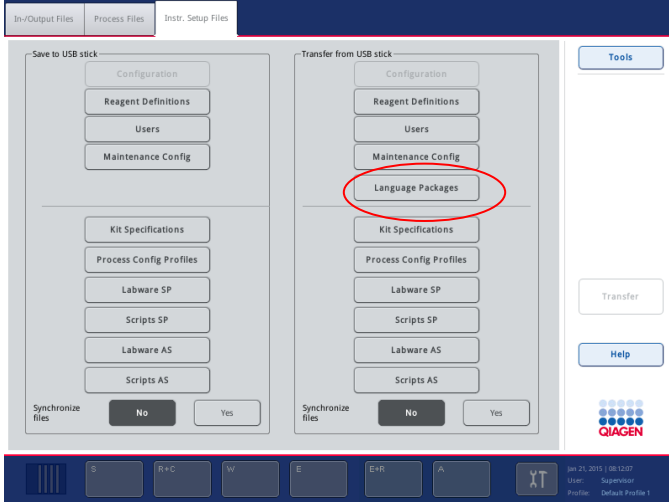 In-/Output Files
Process Files
Instr. Setup Files
Save to USB stick
Configuration
Reagent Definitions
Users
Maintenance Config
Kit Specifications
Process Config Profiles
Labware SP
Scripts SP
Labware AS
Scripts AS
Synchronize
files
No
Yes
Transfer from USB stick
Configuration
Reagent Definitions
Users
Maintenance Config
Language Packages
Kit Specifications
Process Config Profiles
Labware SP
Scripts SP
Labware AS
Scripts AS
Synchronize
files
No
Yes
Tools
Transfer
Help
QIAGEN
S
R+C
W
E
E+R
A
Jan 21, 2015 | 08:12:07
User: Supervisor
Profile: Default Profile 1